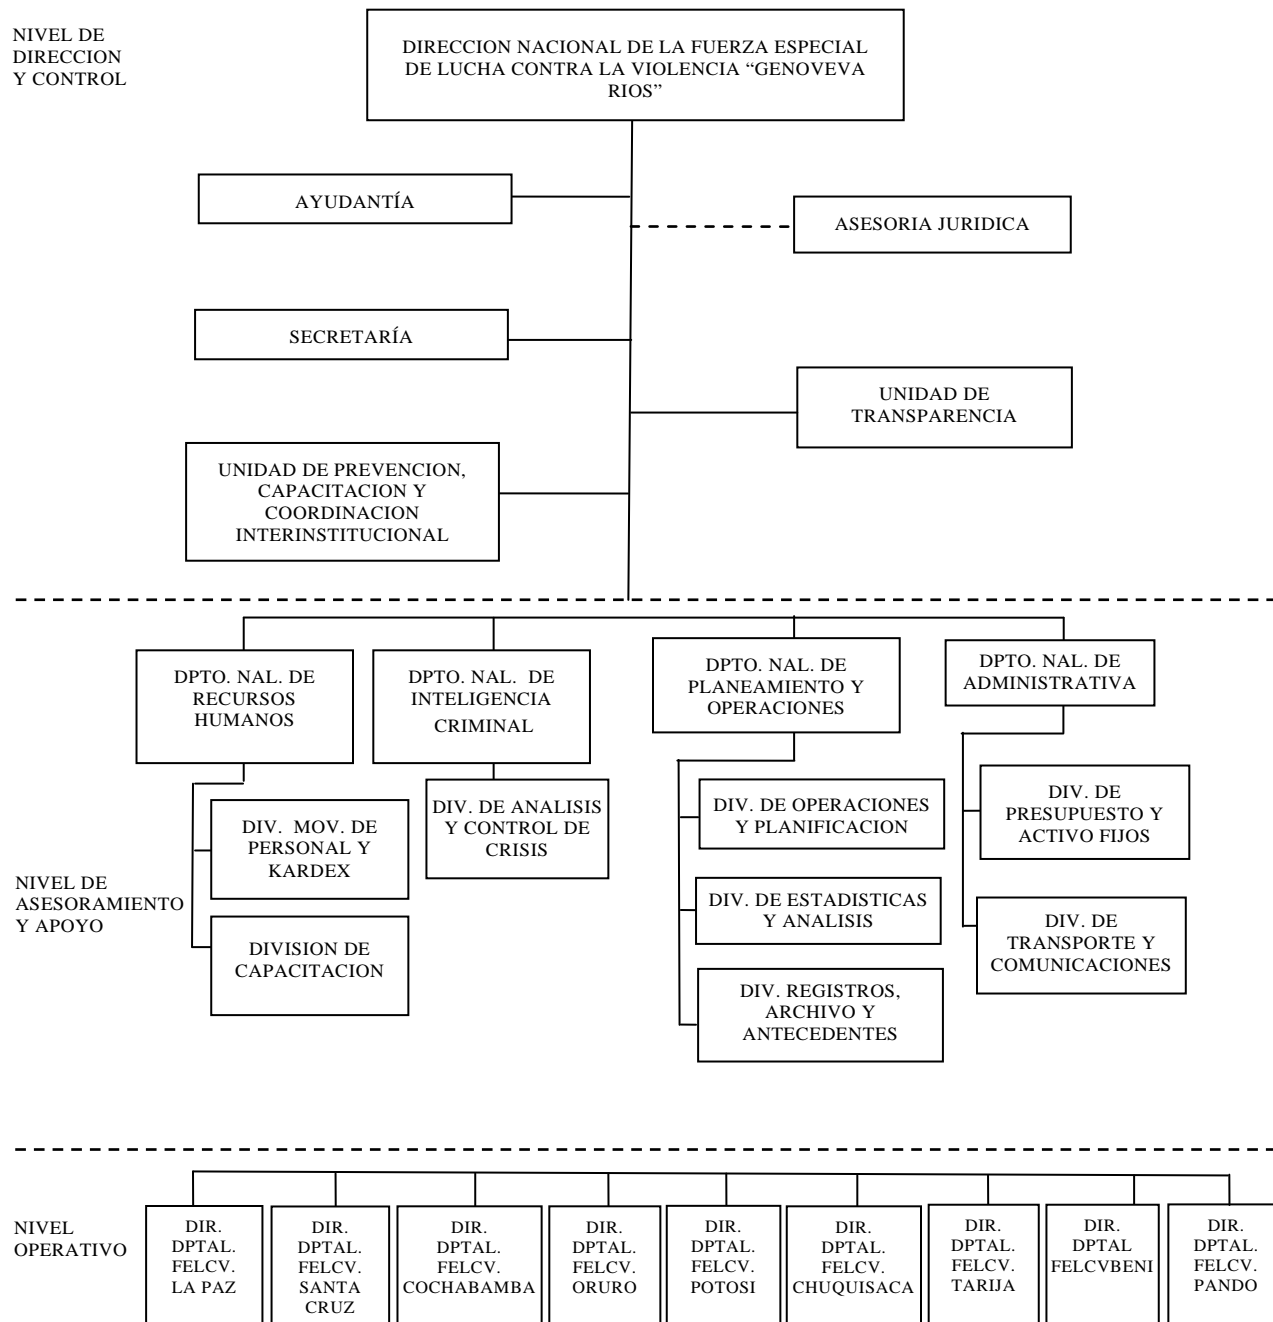 NIVEL DE
DIRECCION
Y CONTROL
DIRECCION NACIONAL DE LA FUERZA ESPECIAL
DE LUCHA CONTRA LA VIOLENCIA “GENOVEVA
RIOS”
AYUDANTÍA
ASESORIA JURIDICA
SECRETARÍA
UNIDAD DE
TRANSPARENCIA
UNIDAD DE PREVENCION,
CAPACITACION Y
COORDINACION
INTERINSTITUCIONAL
DPTO. NAL. DE
RECURSOS
HUMANOS
DPTO. NAL. DE
INTELIGENCIA
CRIMINAL
DPTO. NAL. DE
PLANEAMIENTO Y
OPERACIONES
DPTO. NAL. DE
ADMINISTRATIVA
NIVEL DE
ASESORAMIENTO
Y APOYO
DIV. MOV. DE
PERSONAL Y
KARDEX
DIVISION DE
CAPACITACION
DIV. DE ANALISIS
Y CONTROL DE
CRISIS
DIV. DE OPERACIONES
Y PLANIFICACION
DIV. DE ESTADISTICAS
Y ANALISIS
DIV. REGISTROS,
ARCHIVO Y
ANTECEDENTES
DIV. DE
PRESUPUESTO Y
ACTIVO FIJOS
DIV. DE
TRANSPORTE Y
COMUNICACIONES
NIVEL
OPERATIVO
DIR.
DPTAL.
FELCV.
LA PAZ
DIR.
DPTAL.
FELCV.
SANTA
CRUZ
DIR.
DPTAL.
FELCV.
COCHABAMBA
DIR.
DPTAL.
FELCV.
ORURO
DIR.
DPTAL.
FELCV.
POTOSI
DIR.
DPTAL.
FELCV.
CHUQUISACA
DIR.
DPTAL.
FELCV.
TARIJA
DIR.
DPTAL
FELCVBENI
DIR.
DPTAL.
FELCV.
PANDO